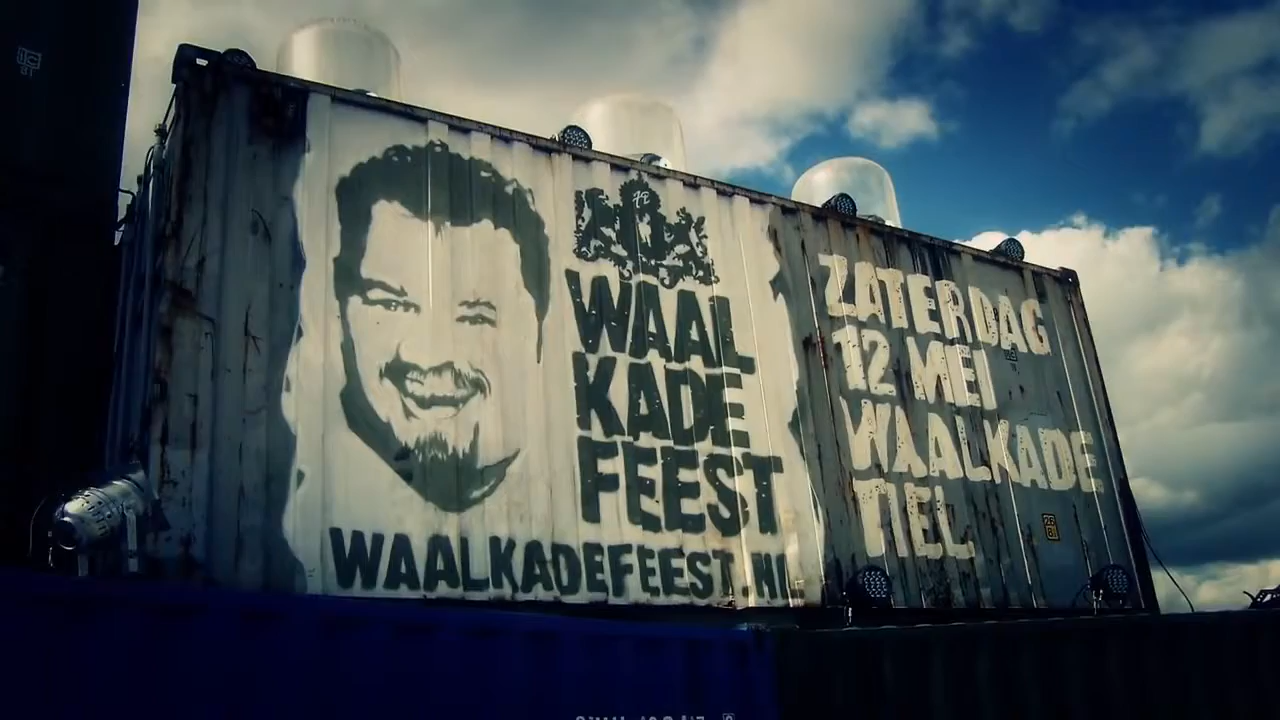 WAAL
KADE
FEEST
WAALKADEFEEST.NL
ZATERDAG
12 MEI
WAALKADE
TIEL